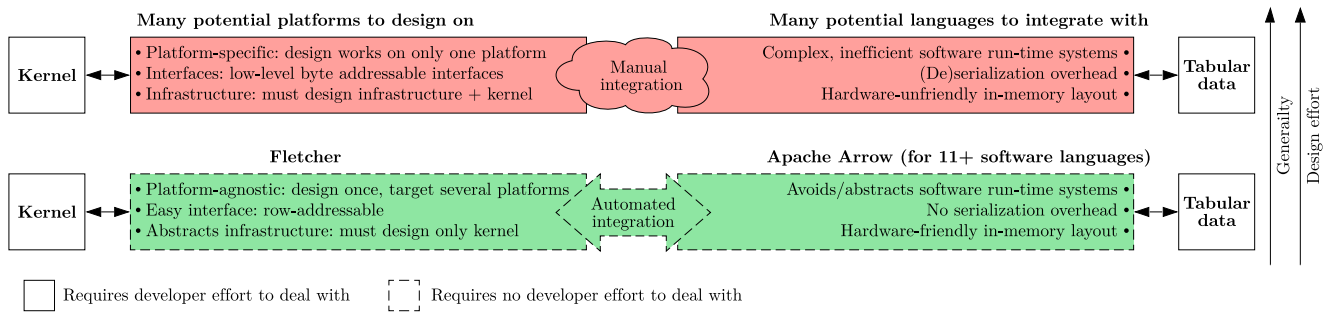 Many potential platforms to design on
Many potential languages to integrate with
Kernel
• Platform-specific: design works on only one platform
• Interfaces: low-level byte addressable interfaces
• Infrastructure: must design infrastructure + kernel
Manual
integration
Complex, inefficient software run-time systems •
(De)serialization overhead •
Hardware-unfriendly in-memory layout •
Tabular
data
Generailty
Design effort
Fletcher
Apache Arrow (for 11+ software languages)
Kernel
• Platform-agnostic: design once, target several platforms
• Easy interface: row-addressable
• Abstracts infrastructure: must design only kernel
Automated
integration
Avoids/abstracts software run-time systems •
No serialization overhead •
Hardware-friendly in-memory layout •
Tabular
data
Requires developer effort to deal with
Requires no developer effort to deal with